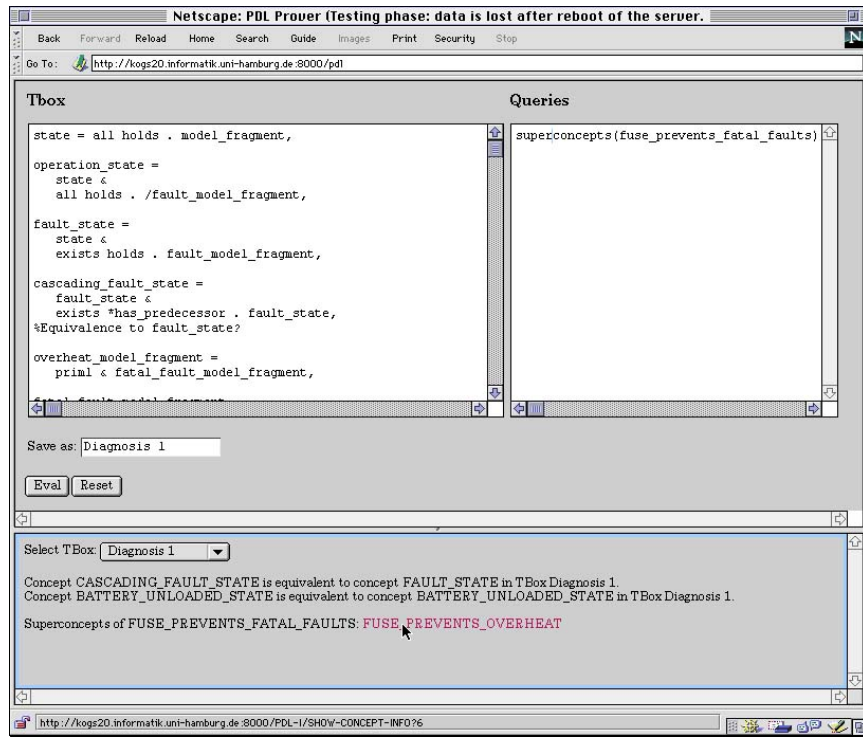 Netscape: PDL Prover (Testing phase: data is lost after reboot of the server.
Back Forward Reload Home Search Guide Images Print Security Stop
N
Go To: http://kogs20.informatik.uni-hamburg.de:8000/pdl
Tbox
Queries
state = all holds . model_fragment,
operation_state =
state &
all holds . /fault_model_fragment,
fault_state =
state &
exists holds . fault_model_fragment,
cascading_fault_state =
fault_state &
exists *has_predecessor . fault_state,
%Equivalence to fault_state?
overheat_model_fragment =
prim1 & fatal_fault_model_fragment,
superconcepts(fuse_prevents_fatal_faults)
Save as: Diagnosis 1
Eval Reset
Select TBox: Diagnosis 1
Concept CASCADING_FAULT_STATE is equivalent to concept FAULT_STATE in TBox Diagnosis 1.
Concept BATTERY_UNLOADED_STATE is equivalent to concept BATTERY_UNLOADED_STATE in TBox Diagnosis 1.
Superconcepts of FUSE_PREVENTS_FATAL_FAULTS: FUSE_PREVENTS_OVERHEAT
http://kogs20.informatik.uni-hamburg.de:8000/PDL-I/SHOW-CONCEPT-INFO?6